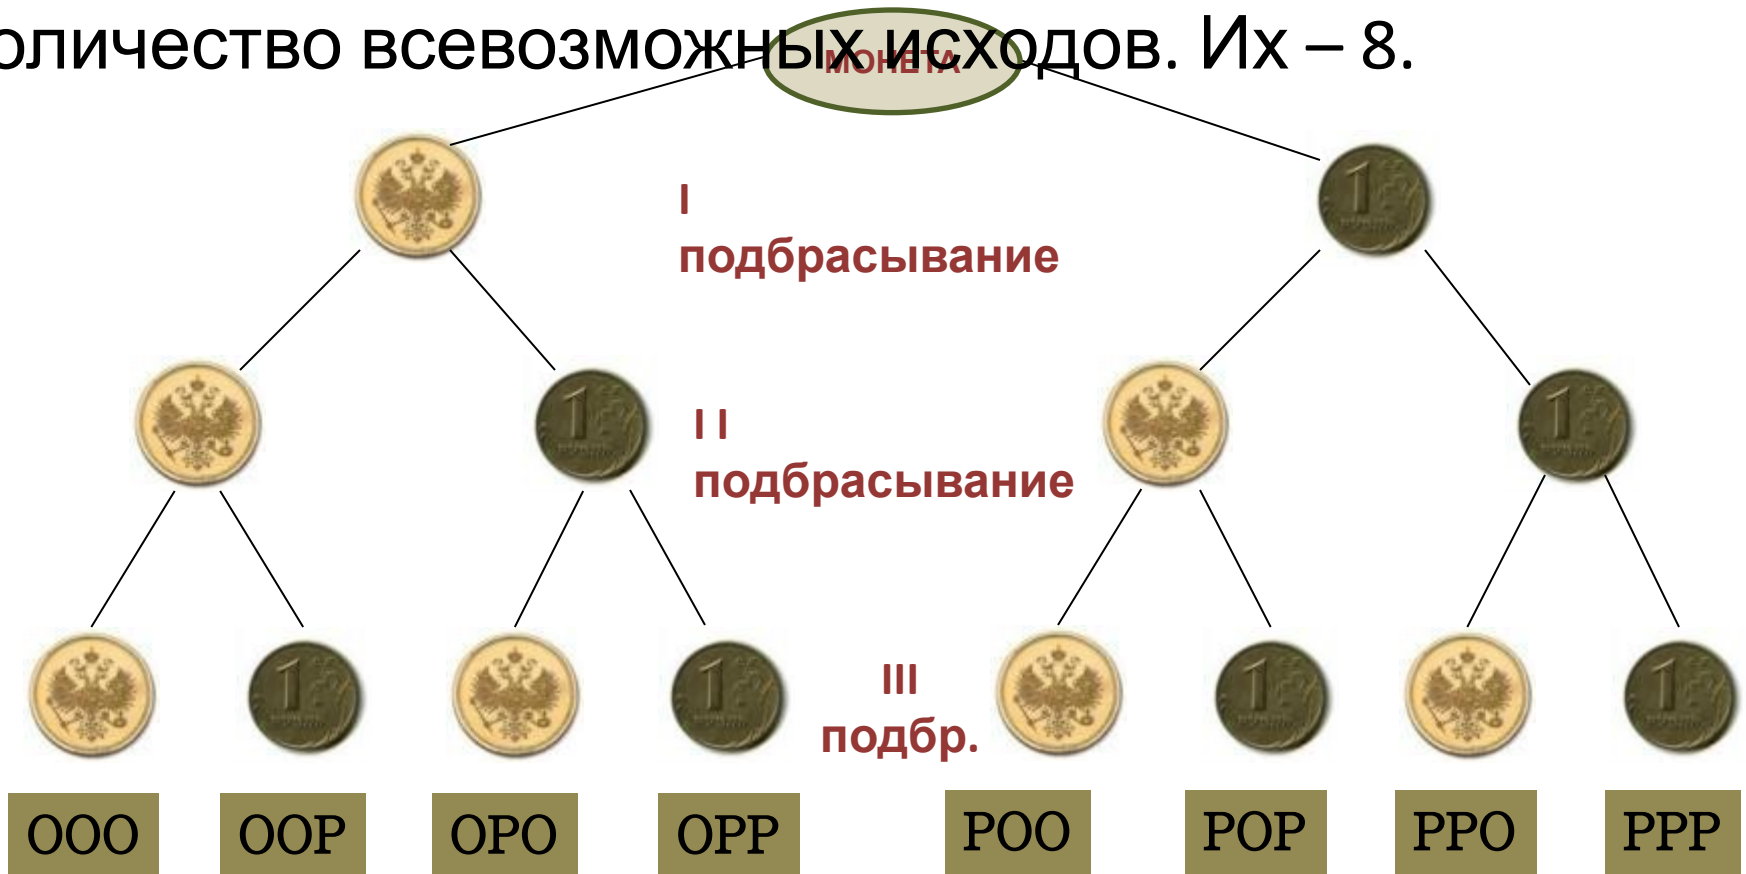 оличество всевозможных исходов. Их – 8.
МОНЕТА
I
подбрасывание
I I
подбрасывание
III
подбр.
ООО ООР ОРО ОРР РОО РОР РРО РРР